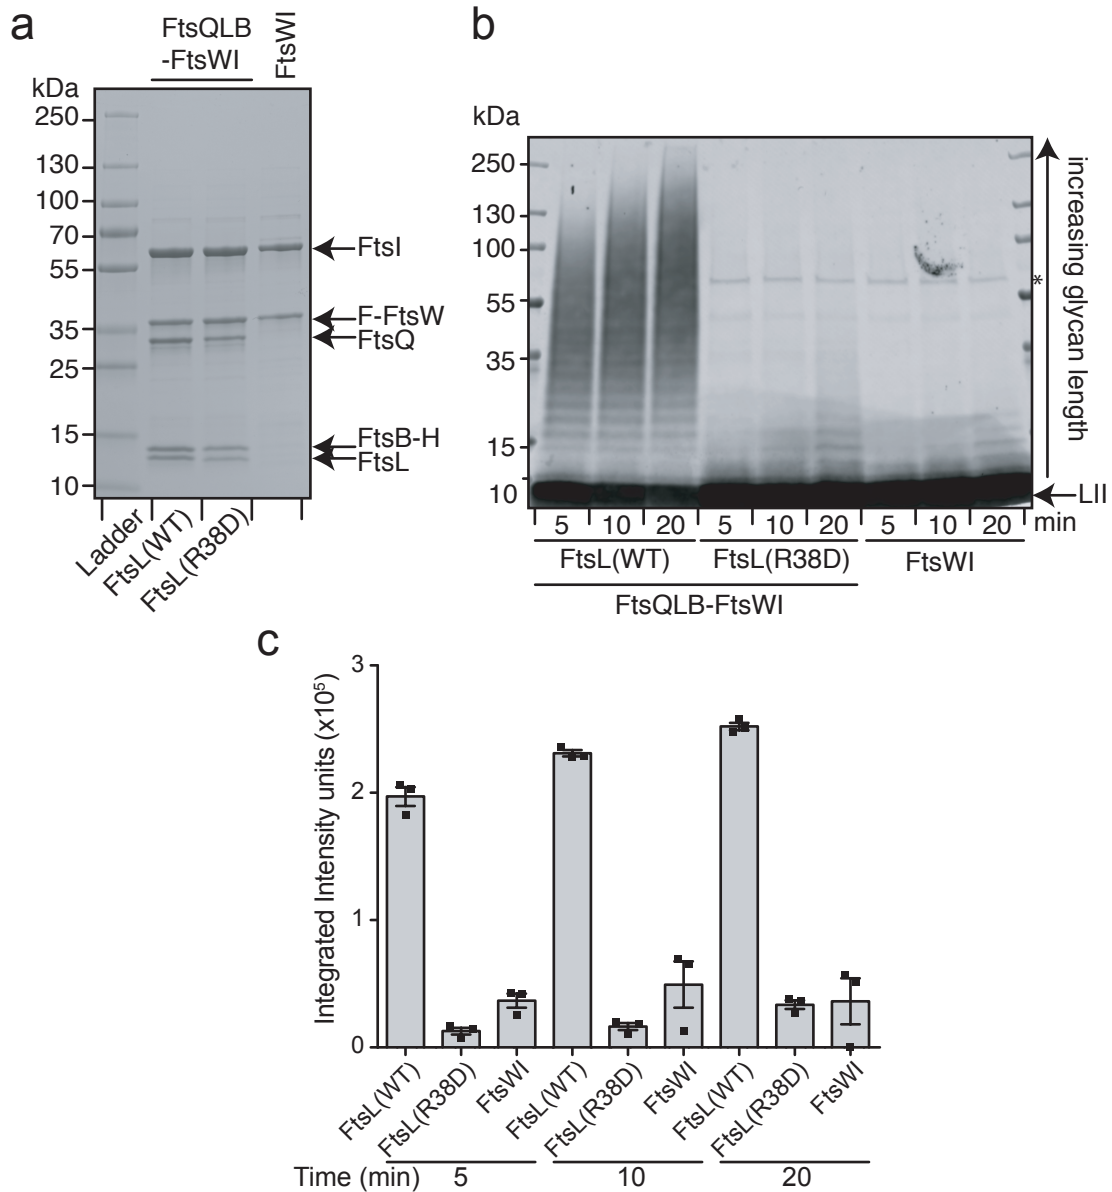 a
FtsQLB
-FtsWI
FtsWI
kDa
250
130
100
70
55
35
25
15
10
FtsI
F-FtsW
FtsQ
FtsB-H
FtsL
Ladder
FtsL(WT)
FtsL(R38D)
b
kDa
250
130
100
55
35
15
10
increasing glycan length
*
LII
5 10 20 5 10 20 5 10 20 min
FtsL(WT) FtsL(R38D) FtsWI
FtsQLB-FtsWI
c
Integrated Intensity units (x10⁵)
3
2
1
0
FtsL(WT)
FtsL(R38D)
FtsWI
FtsL(WT)
FtsL(R38D)
FtsWI
FtsL(WT)
FtsL(R38D)
FtsWI
Time (min) 5 10 20